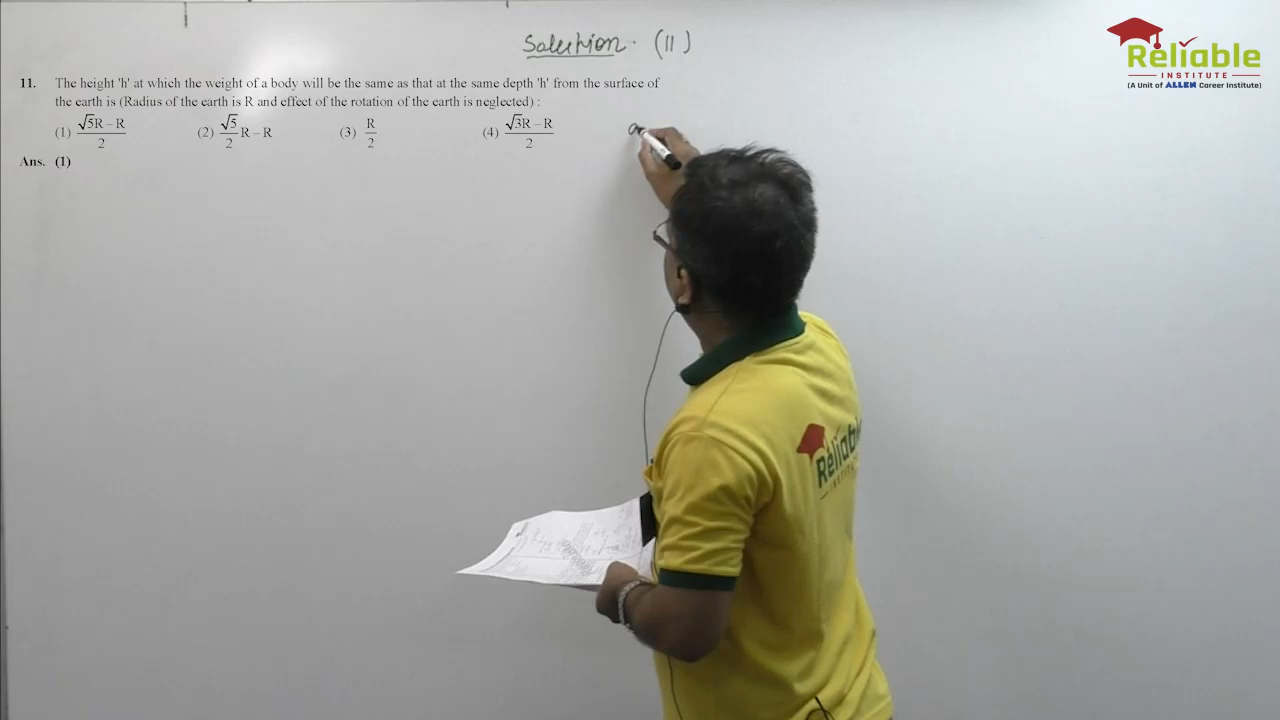 Solution. (11)
Reliable
INSTITUTE
(A Unit of ALLEN Career Institute)
11. The height 'h' at which the weight of a body will be the same as that at the same depth 'h' from the surface of
the earth is (Radius of the earth is R and effect of the rotation of the earth is neglected) :
(1) (√5R – R)/2 (2) √5/2 R – R (3) R/2 (4) (√3R – R)/2
Ans. (1)
Reliable